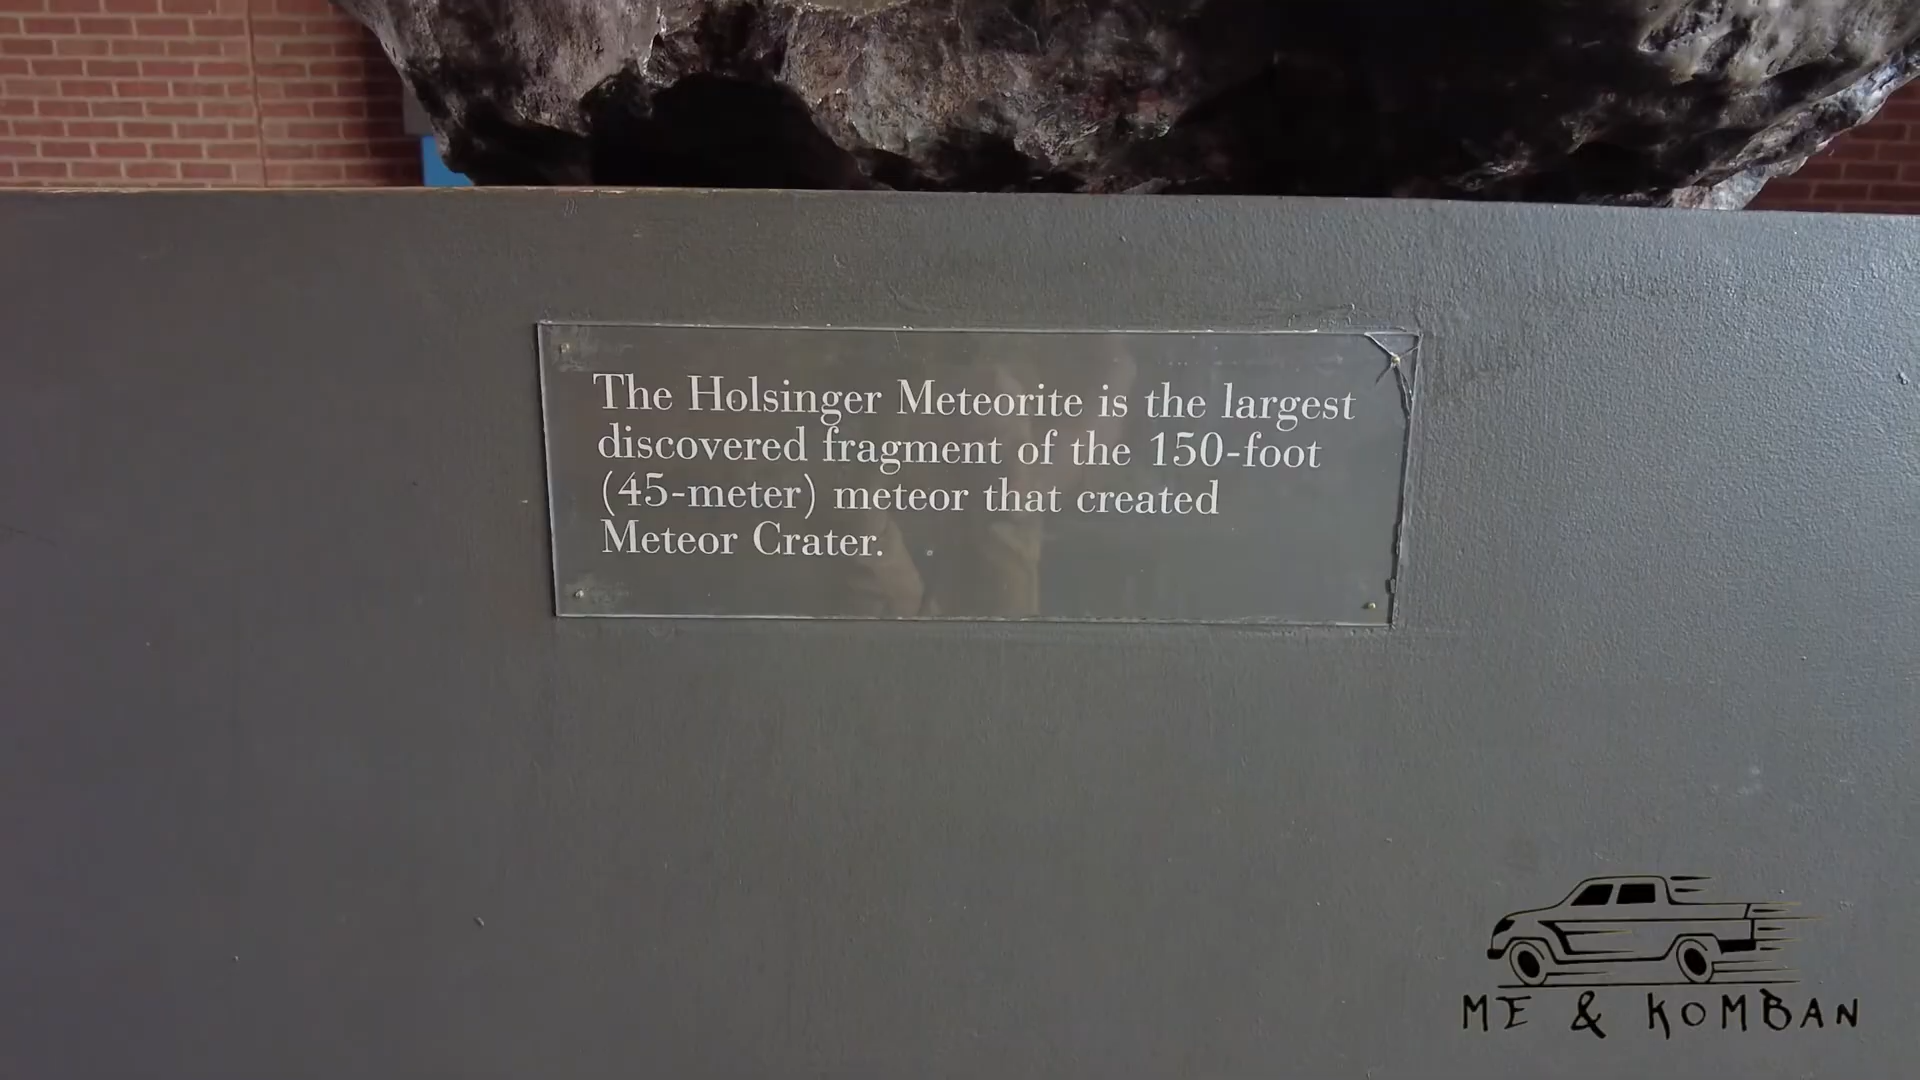 The Holsinger Meteorite is the largest
discovered fragment of the 150-foot
(45-meter) meteor that created
Meteor Crater.
ME & KOMBAN